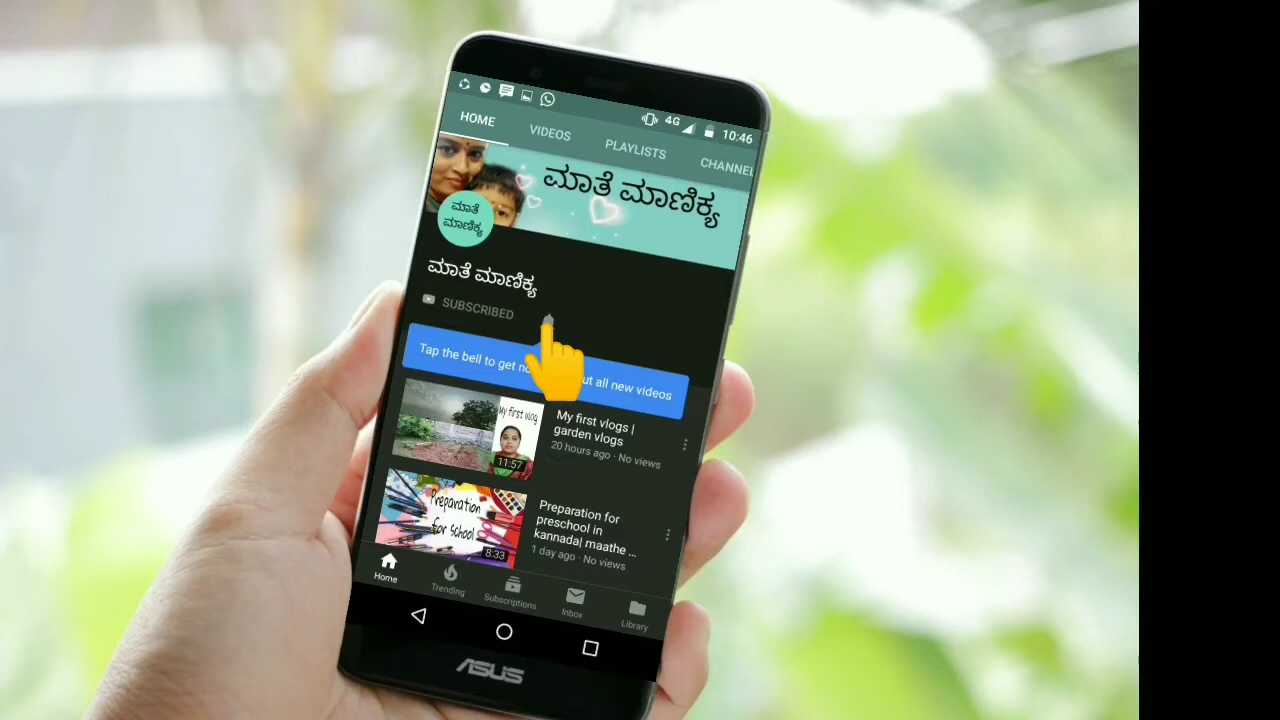 4G 10:46
HOME VIDEOS PLAYLISTS CHANNEL
ಮಾತೆ ಮಾಣಿಕ್ಯ
ಮಾತೆ
ಮಾಣಿಕ್ಯ
ಮಾತೆ ಮಾಣಿಕ್ಯ
SUBSCRIBED
Tap the bell to get all new videos
My first vlog
11:57
My first vlogs |
garden vlogs
20 hours ago · No views
Preparation
for school
8:33
Preparation for
preschool in
kannada| maathe ...
1 day ago · No views
Home Trending Subscriptions Inbox Library
ASUS